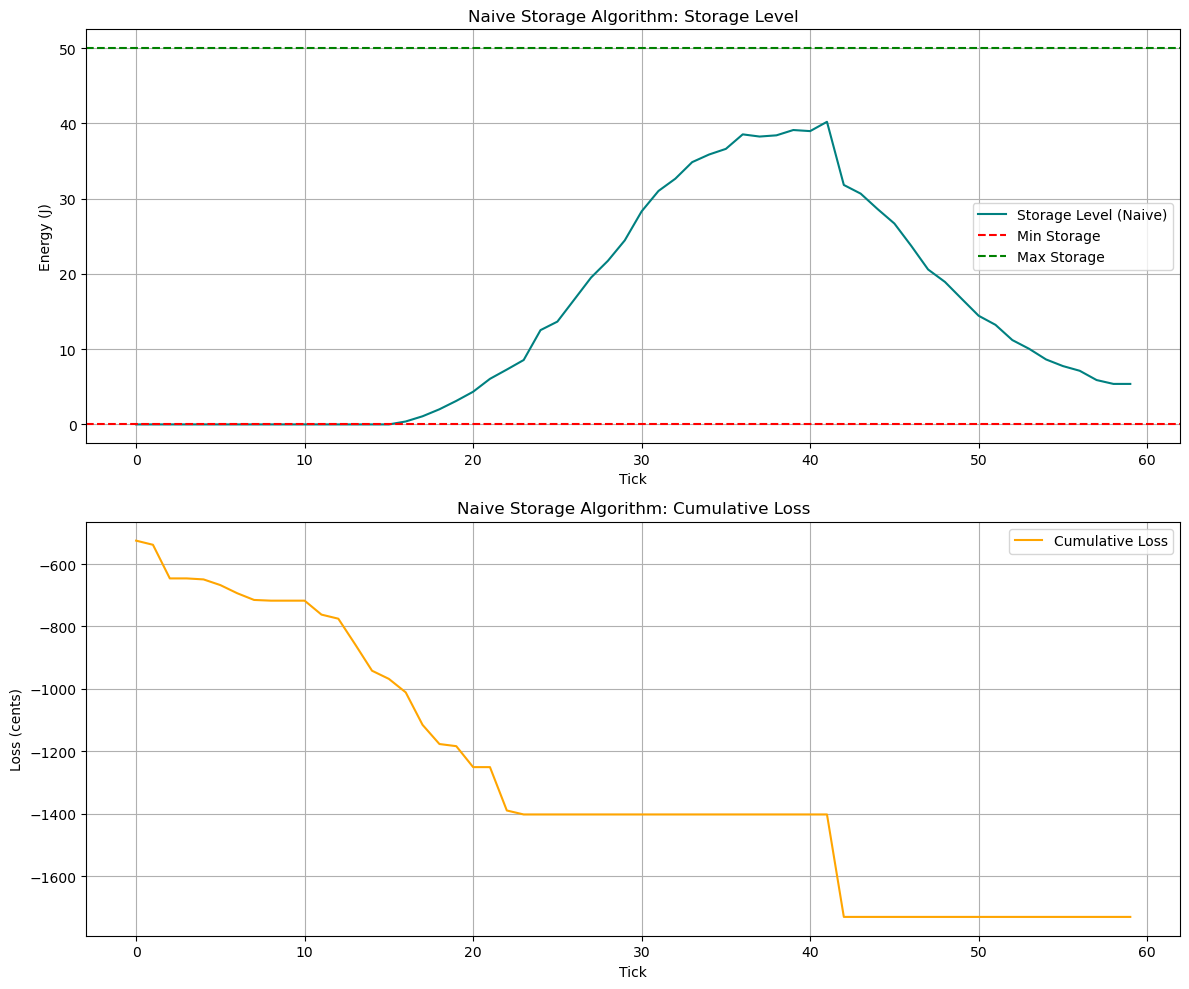 Naive Storage Algorithm: Storage Level
Energy (J)
50
40
30
20
10
0
Storage Level (Naive)
Min Storage
Max Storage
0 10 20 30 40 50 60
Tick
Naive Storage Algorithm: Cumulative Loss
Loss (cents)
Cumulative Loss
−600
−800
−1000
−1200
−1400
−1600
0 10 20 30 40 50 60
Tick